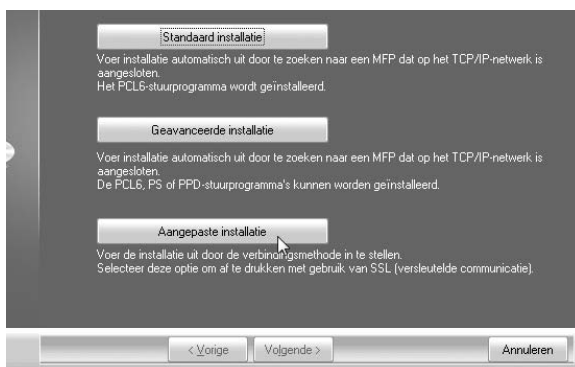 Standaard installatie
Voer installatie automatisch uit door te zoeken naar een MFP dat op het TCP/IP-netwerk is
aangesloten.
Het PCL6-stuurprogramma wordt geïnstalleerd.
Geavanceerde installatie
Voer installatie automatisch uit door te zoeken naar een MFP dat op het TCP/IP-netwerk is
aangesloten.
De PCL6, PS of PPD-stuurprogramma's kunnen worden geïnstalleerd.
Aangepaste installatie
Voer de installatie uit door de verbindingsmethode in te stellen.
Selecteer deze optie om af te drukken met gebruik van SSL (versleutelde communicatie).
< Vorige
Volgende >
Annuleren